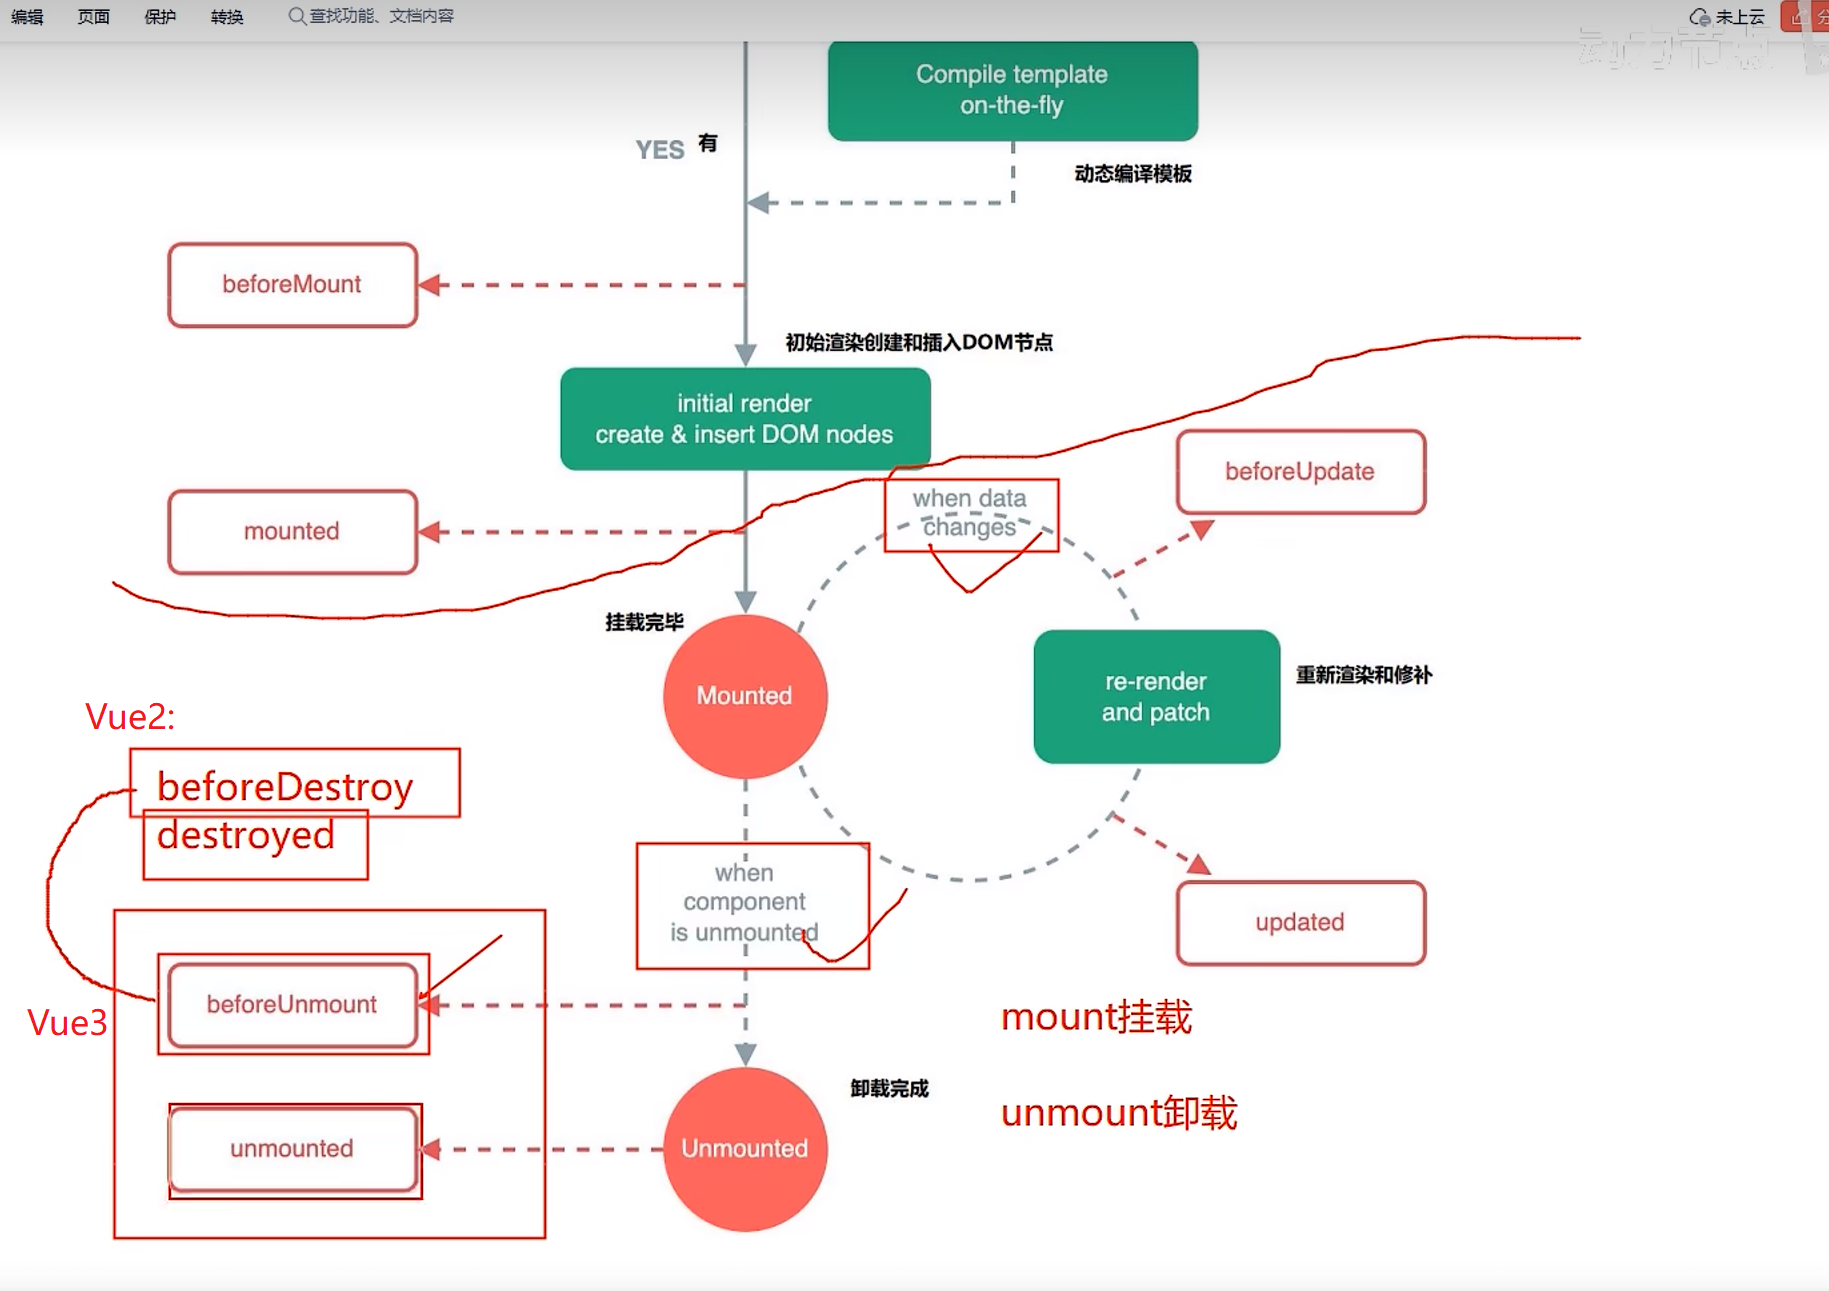 编辑 页面 保护 转换 查找功能、文档内容 未上云 分
动力节点
Compile template
on-the-fly
YES 有
动态编译模板
beforeMount
初始渲染创建和插入DOM节点
initial render
create & insert DOM nodes
beforeUpdate
when data
changes
mounted
挂载完毕
Mounted
re-render
and patch
重新渲染和修补
Vue2:
beforeDestroy
destroyed
when
component
is unmounted
updated
beforeUnmount
Vue3
mount挂载
卸载完成
unmount卸载
unmounted
Unmounted